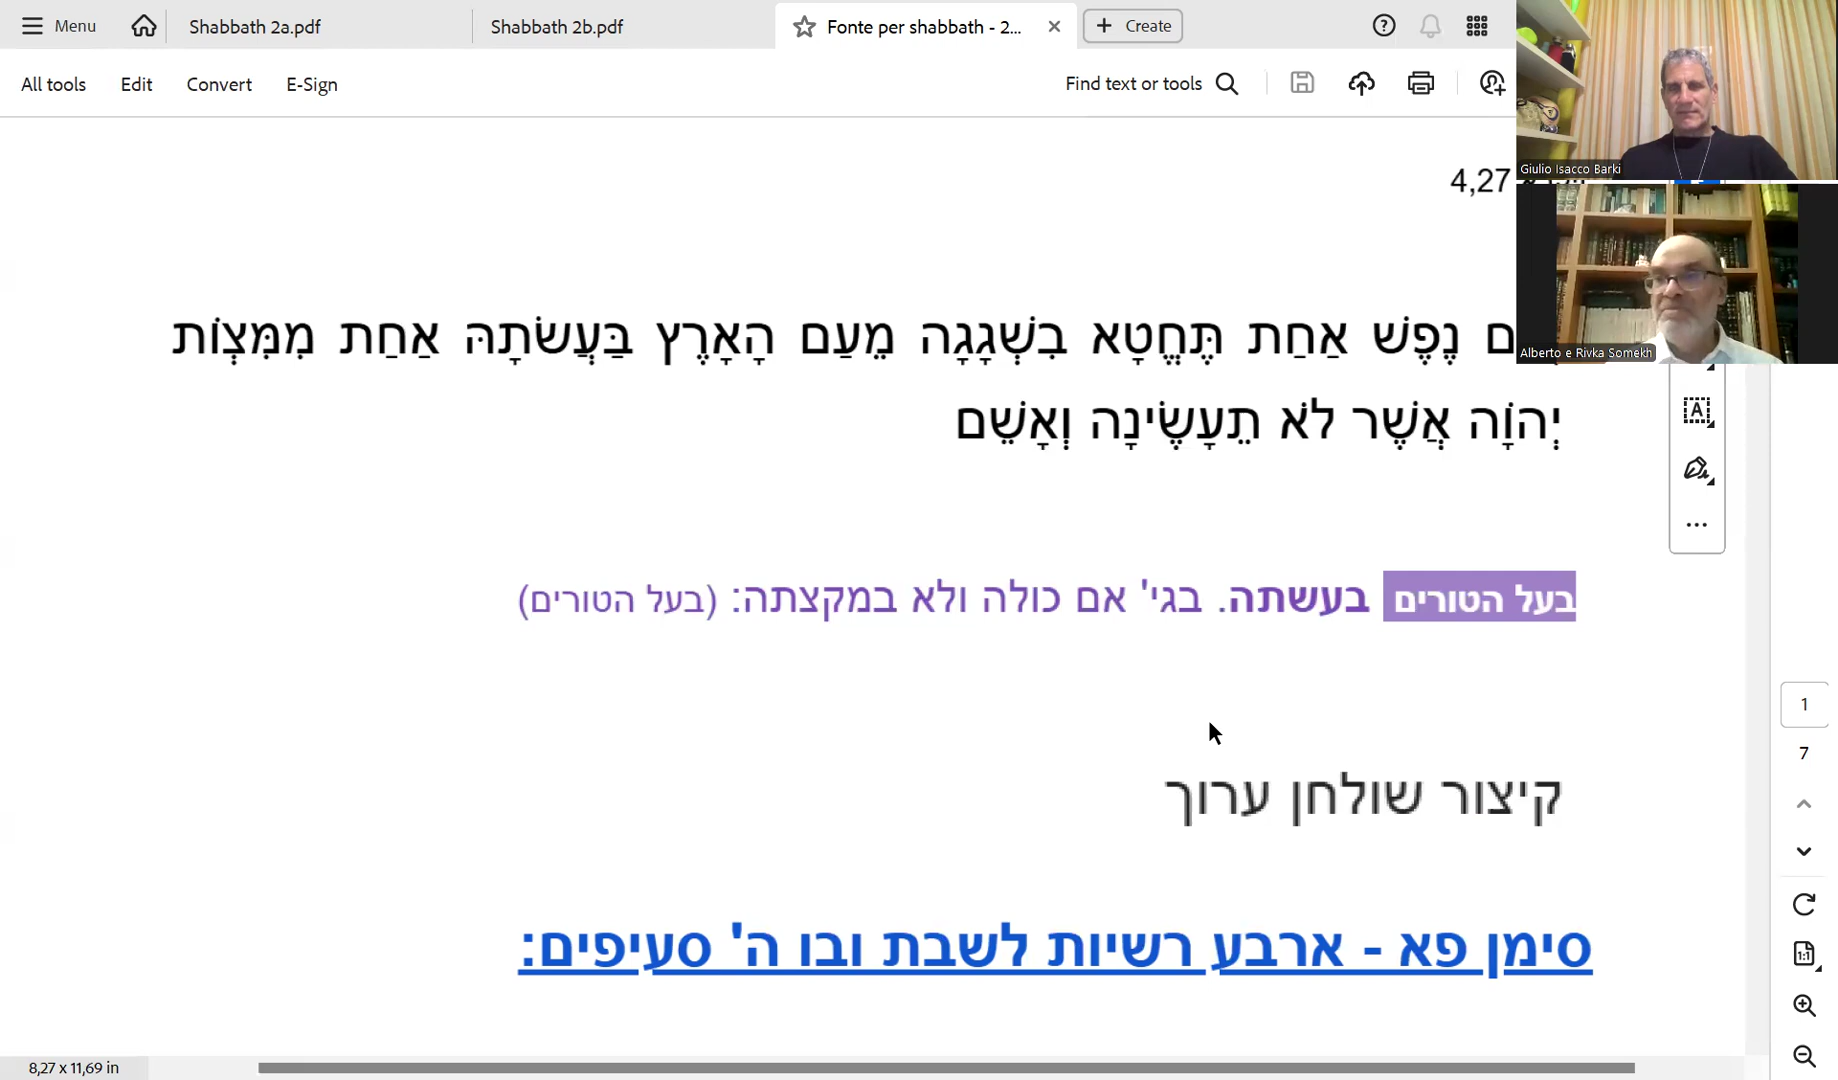 Menu
Shabbath 2a.pdf
Shabbath 2b.pdf
Fonte per shabbath - 2...
Create
All tools
Edit
Convert
E-Sign
Find text or tools
Giulio Isacco Barki
Alberto e Rivka Somekh
4,27
נֶפֶשׁ אַחַת תֶּחֱטָא בִשְׁגָגָה מֵעַם הָאָרֶץ בַּעֲשֹׂתָהּ אַחַת מִמִּצְוֺת
יְהוָֹה אֲשֶׁר לֹא תֵעָשֶׂינָה וְאָשֵׁם
בעל הטורים בעשתה. בגי' אם כולה ולא במקצתה: (בעל הטורים)
קיצור שולחן ערוך
סימן פא - ארבע רשיות לשבת ובו ה' סעיפים:
1
7
8,27 x 11,69 in